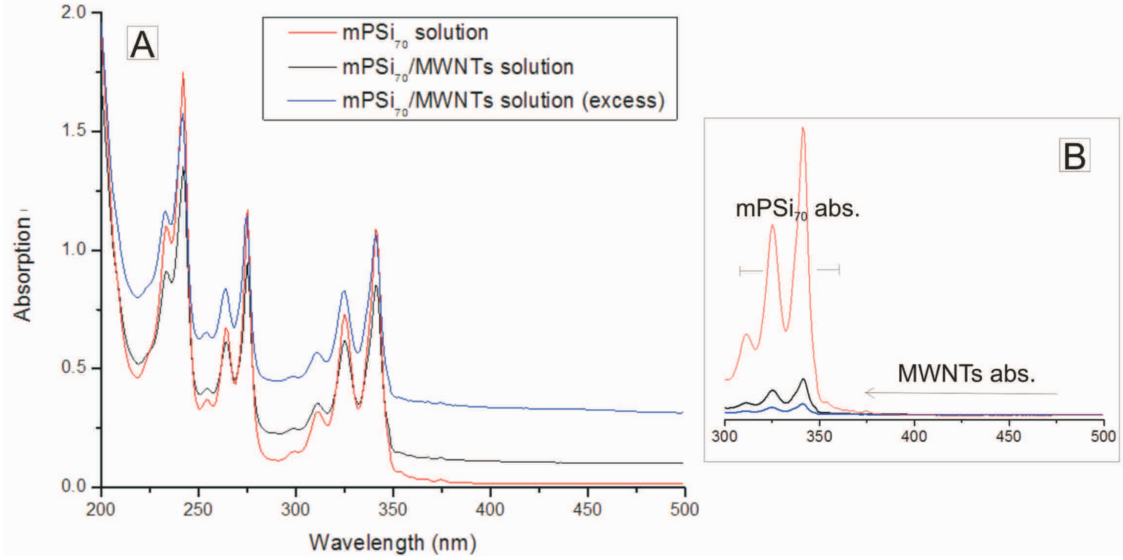 A
mPSi70 solution
mPSi70/MWNTs solution
mPSi70/MWNTs solution (excess)
2.0
1.5
1.0
0.5
0.0
Absorption
200 250 300 350 400 450 500
Wavelength (nm)
B
mPSi70 abs.
MWNTs abs.
300 350 400 450 500